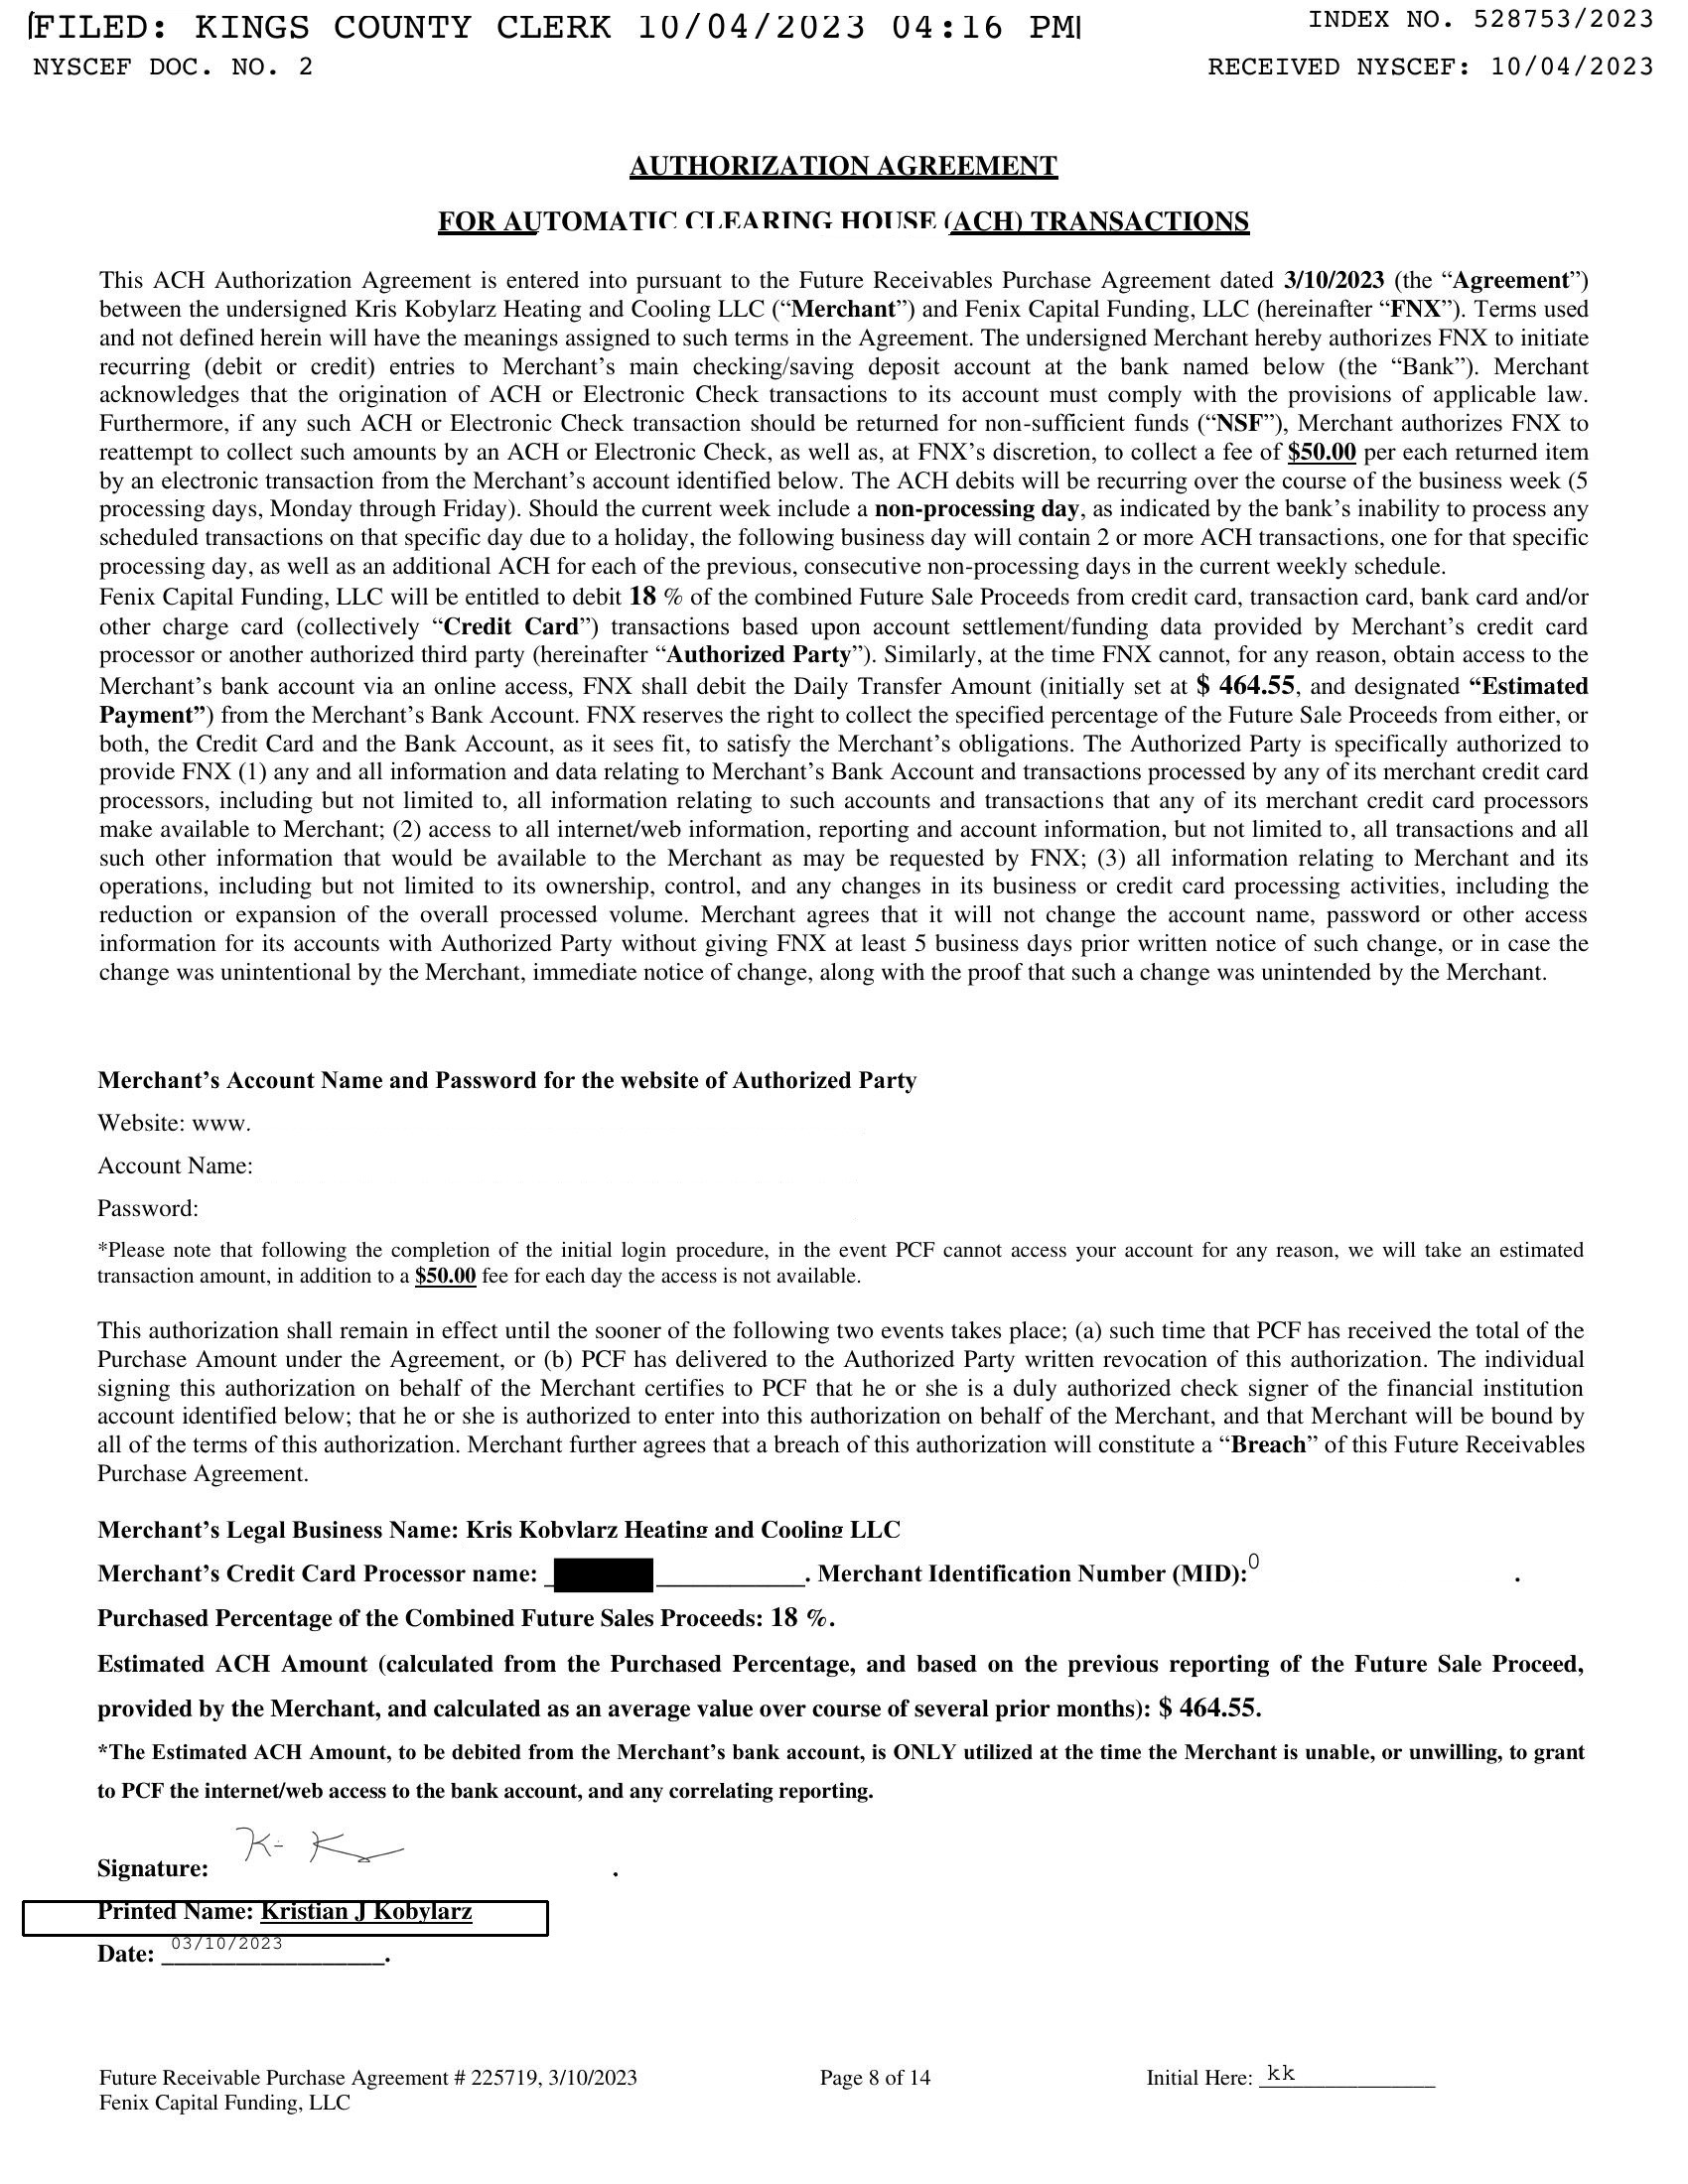 FILED: KINGS COUNTY CLERK 10/04/2023 04:16 PM
INDEX NO. 528753/2023
NYSCEF DOC. NO. 2
RECEIVED NYSCEF: 10/04/2023
AUTHORIZATION AGREEMENT
FOR AUTOMATIC CLEARING HOUSE (ACH) TRANSACTIONS
This ACH Authorization Agreement is entered into pursuant to the Future Receivables Purchase Agreement dated 3/10/2023 (the “Agreement”)
between the undersigned Kris Kobylarz Heating and Cooling LLC (“Merchant”) and Fenix Capital Funding, LLC (hereinafter “FNX”). Terms used
and not defined herein will have the meanings assigned to such terms in the Agreement. The undersigned Merchant hereby authorizes FNX to initiate
recurring (debit or credit) entries to Merchant’s main checking/saving deposit account at the bank named below (the “Bank”). Merchant
acknowledges that the origination of ACH or Electronic Check transactions to its account must comply with the provisions of applicable law.
Furthermore, if any such ACH or Electronic Check transaction should be returned for non-sufficient funds (“NSF”), Merchant authorizes FNX to
reattempt to collect such amounts by an ACH or Electronic Check, as well as, at FNX’s discretion, to collect a fee of $50.00 per each returned item
by an electronic transaction from the Merchant’s account identified below. The ACH debits will be recurring over the course of the business week (5
processing days, Monday through Friday). Should the current week include a non-processing day, as indicated by the bank’s inability to process any
scheduled transactions on that specific day due to a holiday, the following business day will contain 2 or more ACH transactions, one for that specific
processing day, as well as an additional ACH for each of the previous, consecutive non-processing days in the current weekly schedule.
Fenix Capital Funding, LLC will be entitled to debit 18 % of the combined Future Sale Proceeds from credit card, transaction card, bank card and/or
other charge card (collectively “Credit Card”) transactions based upon account settlement/funding data provided by Merchant’s credit card
processor or another authorized third party (hereinafter “Authorized Party”). Similarly, at the time FNX cannot, for any reason, obtain access to the
Merchant’s bank account via an online access, FNX shall debit the Daily Transfer Amount (initially set at $ 464.55, and designated “Estimated
Payment”) from the Merchant’s Bank Account. FNX reserves the right to collect the specified percentage of the Future Sale Proceeds from either, or
both, the Credit Card and the Bank Account, as it sees fit, to satisfy the Merchant’s obligations. The Authorized Party is specifically authorized to
provide FNX (1) any and all information and data relating to Merchant’s Bank Account and transactions processed by any of its merchant credit card
processors, including but not limited to, all information relating to such accounts and transactions that any of its merchant credit card processors
make available to Merchant; (2) access to all internet/web information, reporting and account information, but not limited to, all transactions and all
such other information that would be available to the Merchant as may be requested by FNX; (3) all information relating to Merchant and its
operations, including but not limited to its ownership, control, and any changes in its business or credit card processing activities, including the
reduction or expansion of the overall processed volume. Merchant agrees that it will not change the account name, password or other access
information for its accounts with Authorized Party without giving FNX at least 5 business days prior written notice of such change, or in case the
change was unintentional by the Merchant, immediate notice of change, along with the proof that such a change was unintended by the Merchant.
Merchant’s Account Name and Password for the website of Authorized Party
Website: www.
Account Name:
Password:
*Please note that following the completion of the initial login procedure, in the event PCF cannot access your account for any reason, we will take an estimated
transaction amount, in addition to a $50.00 fee for each day the access is not available.
This authorization shall remain in effect until the sooner of the following two events takes place; (a) such time that PCF has received the total of the
Purchase Amount under the Agreement, or (b) PCF has delivered to the Authorized Party written revocation of this authorization. The individual
signing this authorization on behalf of the Merchant certifies to PCF that he or she is a duly authorized check signer of the financial institution
account identified below; that he or she is authorized to enter into this authorization on behalf of the Merchant, and that Merchant will be bound by
all of the terms of this authorization. Merchant further agrees that a breach of this authorization will constitute a “Breach” of this Future Receivables
Purchase Agreement.
Merchant’s Legal Business Name: Kris Kobylarz Heating and Cooling LLC
Merchant’s Credit Card Processor name: ____________. Merchant Identification Number (MID):0 .
Purchased Percentage of the Combined Future Sales Proceeds: 18 %.
Estimated ACH Amount (calculated from the Purchased Percentage, and based on the previous reporting of the Future Sale Proceed,
provided by the Merchant, and calculated as an average value over course of several prior months): $ 464.55.
*The Estimated ACH Amount, to be debited from the Merchant’s bank account, is ONLY utilized at the time the Merchant is unable, or unwilling, to grant
to PCF the internet/web access to the bank account, and any correlating reporting.
Signature: K- K .
Printed Name: Kristian J Kobylarz
Date: 03/10/2023.
Future Receivable Purchase Agreement # 225719, 3/10/2023
Page 8 of 14
Initial Here: kk
Fenix Capital Funding, LLC